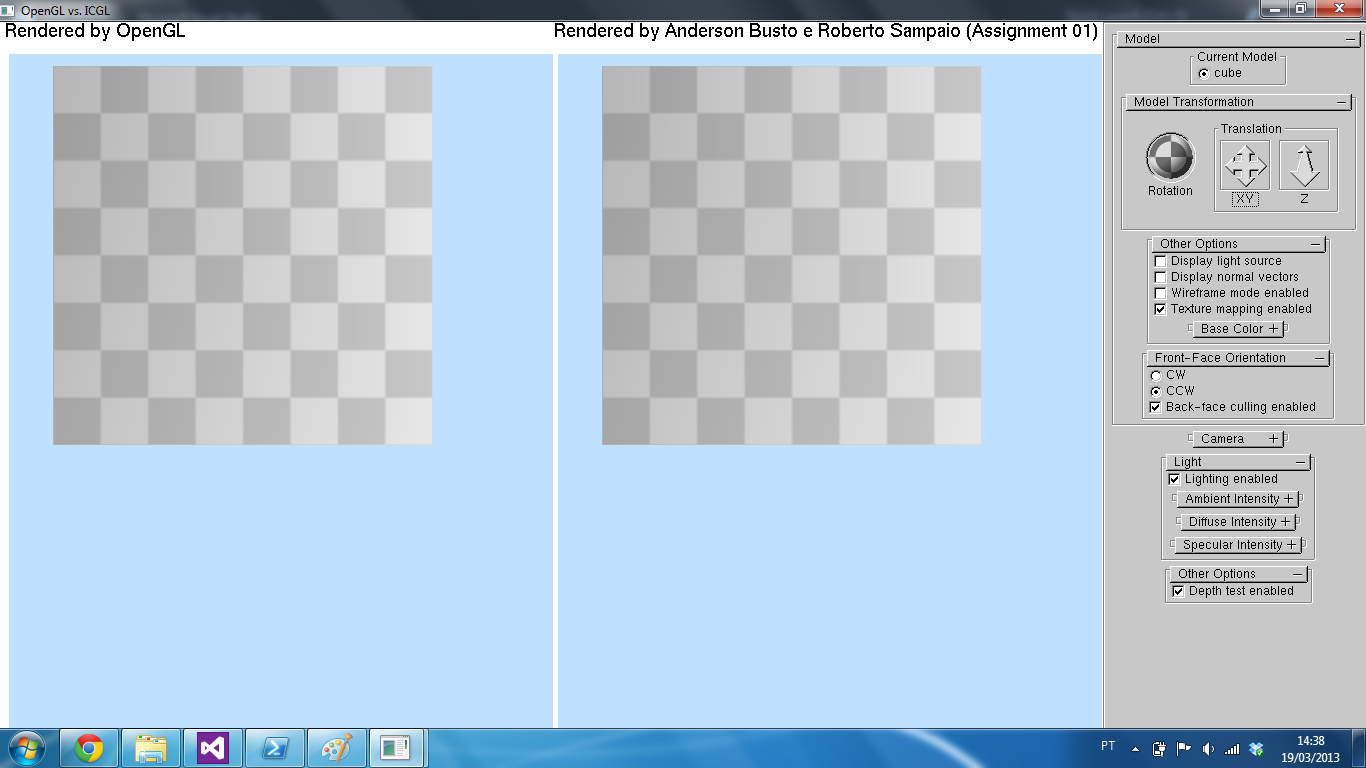 OpenGL vs. ICGL
Rendered by OpenGL
Rendered by Anderson Busto e Roberto Sampaio (Assignment 01)
Model
Current Model
cube
Model Transformation
Translation
Rotation
XY
Z
Other Options
Display light source
Display normal vectors
Wireframe mode enabled
Texture mapping enabled
Base Color
Front-Face Orientation
CW
CCW
Back-face culling enabled
Camera
Light
Lighting enabled
Ambient Intensity
Diffuse Intensity
Specular Intensity
Other Options
Depth test enabled
PT
14:38
19/03/2013